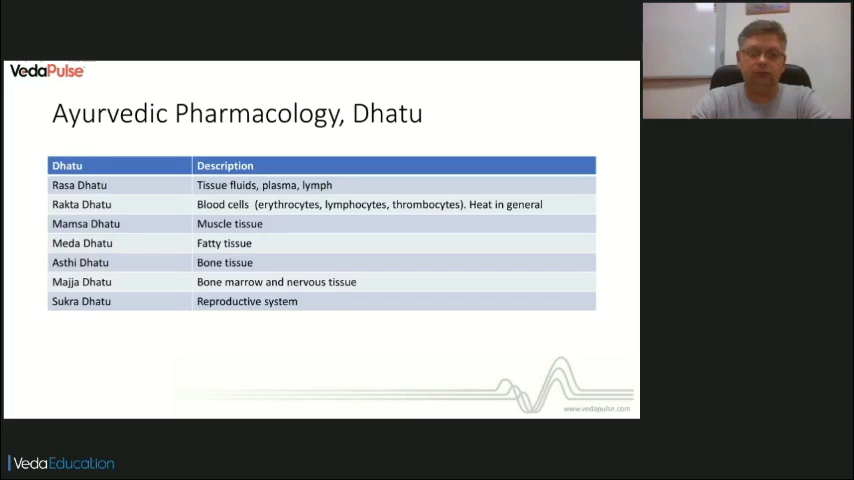 VedaPulse
Ayurvedic Pharmacology, Dhatu
Dhatu Description
Rasa Dhatu Tissue fluids, plasma, lymph
Rakta Dhatu Blood cells (erythrocytes, lymphocytes, thrombocytes). Heat in general
Mamsa Dhatu Muscle tissue
Meda Dhatu Fatty tissue
Asthi Dhatu Bone tissue
Majja Dhatu Bone marrow and nervous tissue
Sukra Dhatu Reproductive system
www.vedapulse.com
VedaEducation